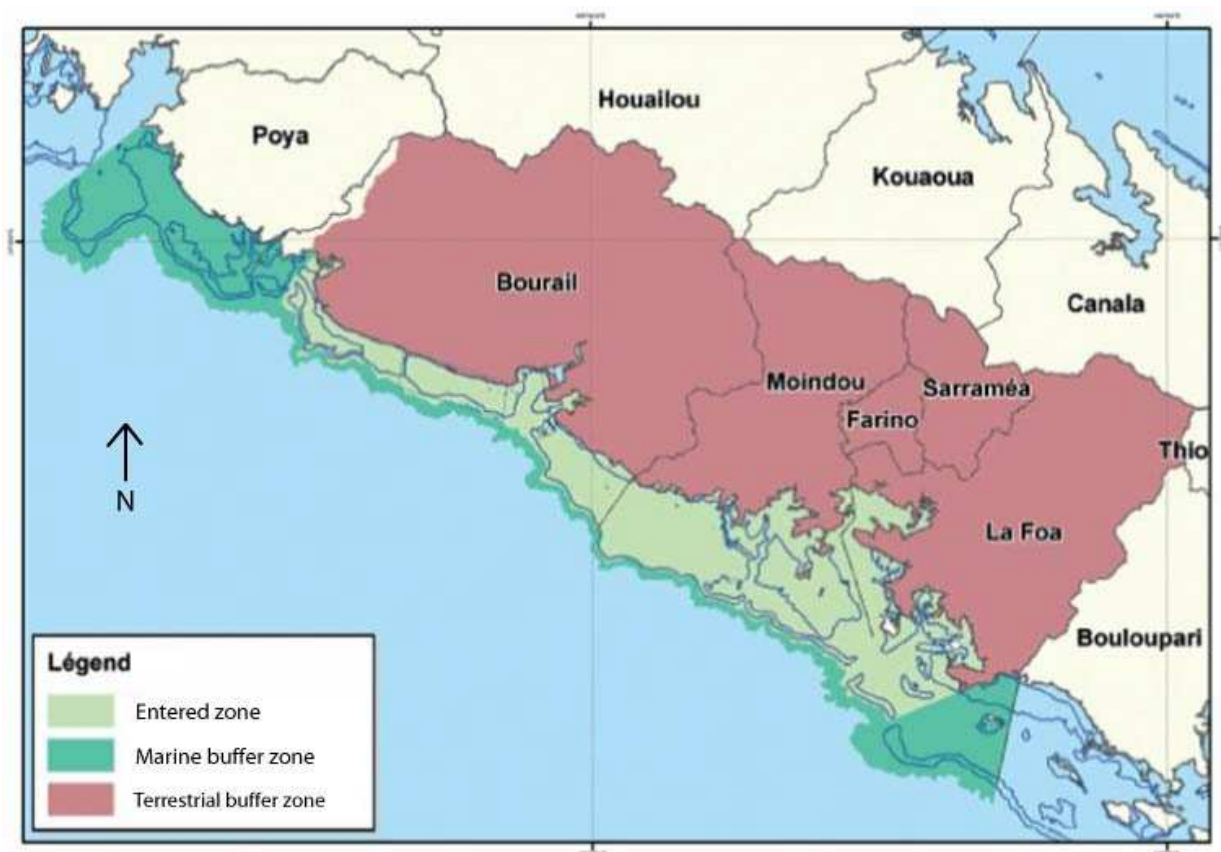 Houailou
Poya
Kouaoua
Bourail
Canala
Moindou
Sarraméa
Farino
Thio
N
La Foa
Bouloupari
Légend
Entered zone
Marine buffer zone
Terrestrial buffer zone